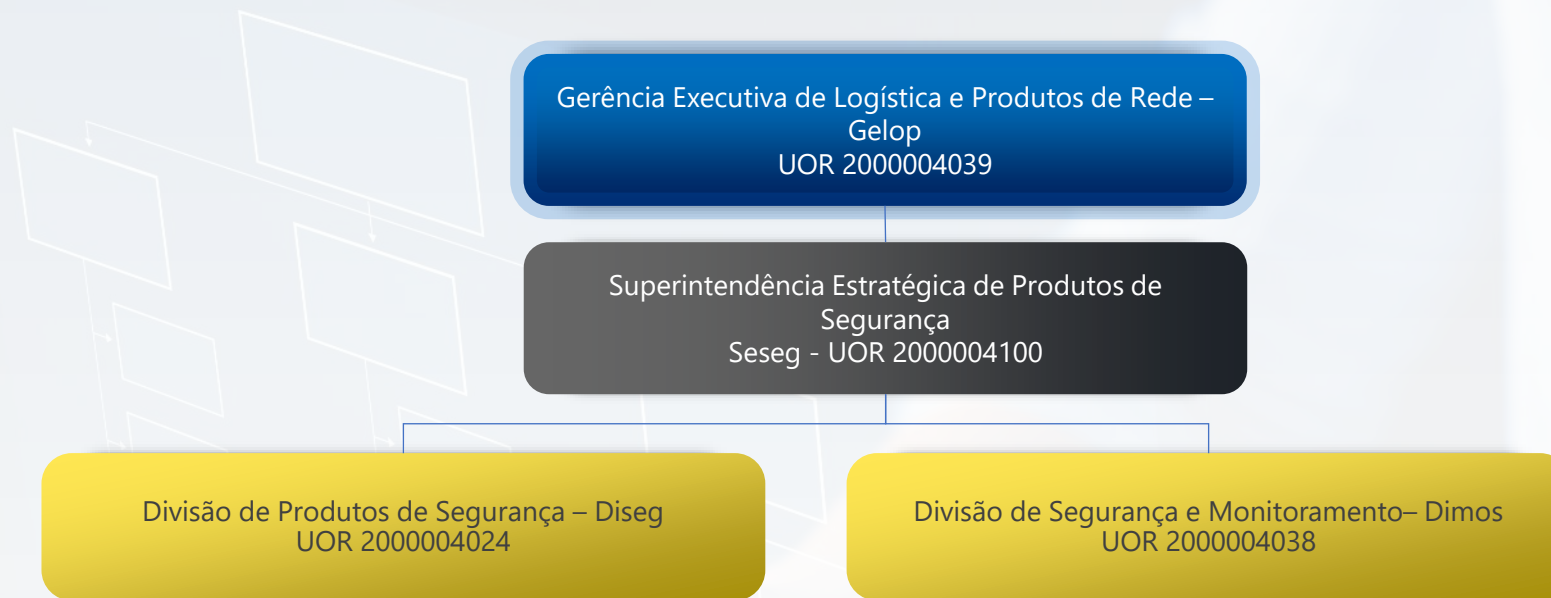 Gerência Executiva de Logística e Produtos de Rede –
Gelop
UOR 2000004039
Superintendência Estratégica de Produtos de
Segurança
Seseg - UOR 2000004100
Divisão de Produtos de Segurança – Diseg
UOR 2000004024
Divisão de Segurança e Monitoramento– Dimos
UOR 2000004038